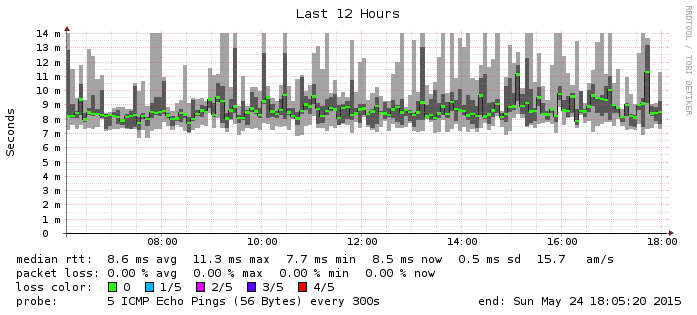 Last 12 Hours
RRDTOOL / TOBI OETIKER
Seconds
14 m
13 m
12 m
11 m
10 m
9 m
8 m
7 m
6 m
5 m
4 m
3 m
2 m
1 m
0
08:00 10:00 12:00 14:00 16:00 18:00
median rtt: 8.6 ms avg 11.3 ms max 7.7 ms min 8.5 ms now 0.5 ms sd 15.7 am/s
packet loss: 0.00 % avg 0.00 % max 0.00 % min 0.00 % now
loss color: 0 1/5 2/5 3/5 4/5
probe: 5 ICMP Echo Pings (56 Bytes) every 300s end: Sun May 24 18:05:20 2015